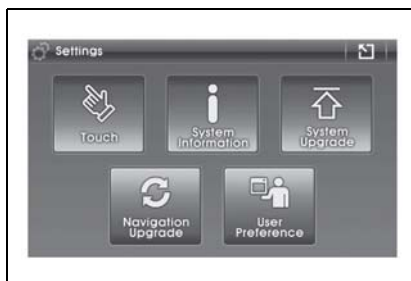 Settings
Touch
System
Information
System
Upgrade
Navigation
Upgrade
User
Preference